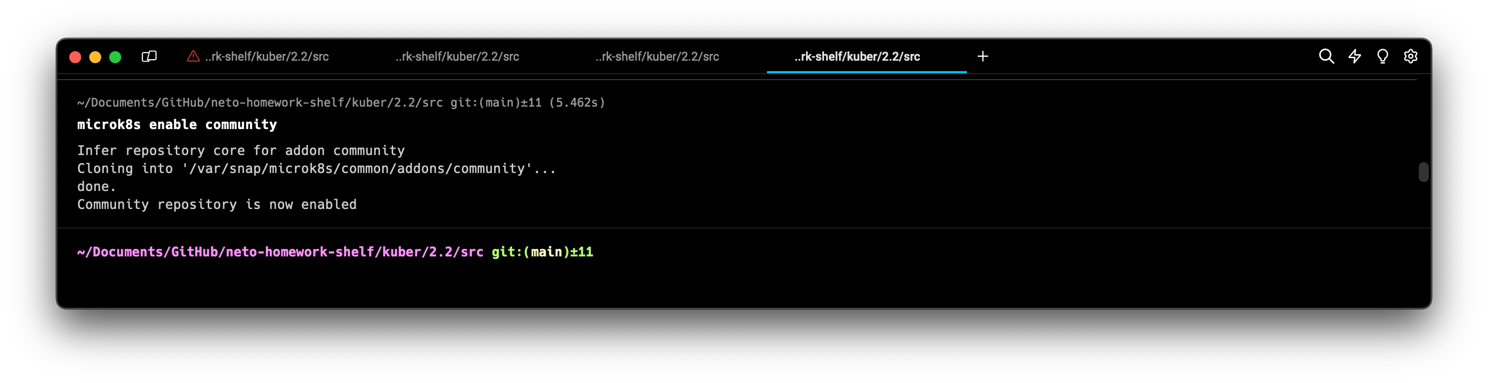 ..rk-shelf/kuber/2.2/src
..rk-shelf/kuber/2.2/src
..rk-shelf/kuber/2.2/src
..rk-shelf/kuber/2.2/src
~/Documents/GitHub/neto-homework-shelf/kuber/2.2/src git:(main)±11 (5.462s)
microk8s enable community
Infer repository core for addon community
Cloning into '/var/snap/microk8s/common/addons/community'...
done.
Community repository is now enabled
~/Documents/GitHub/neto-homework-shelf/kuber/2.2/src git:(main)±11